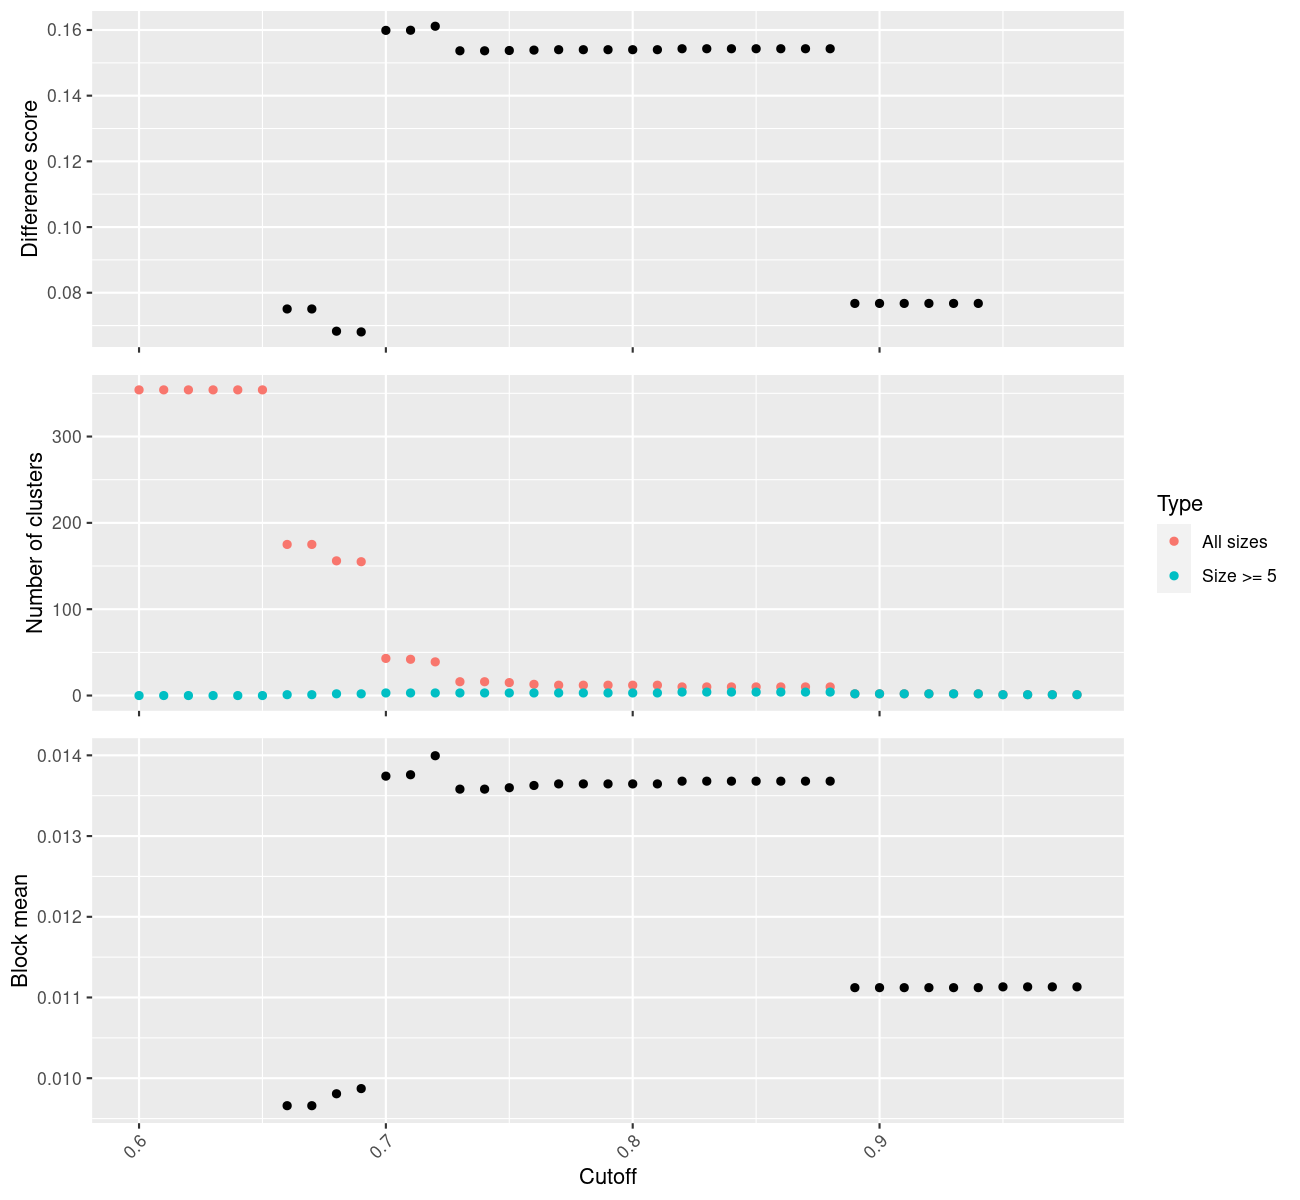 0.16
0.14
0.12
0.10
0.08
Difference score
300
200
100
0
Number of clusters
Type
All sizes
Size >= 5
0.014
0.013
0.012
0.011
0.010
Block mean
0.6
0.7
0.8
0.9
Cutoff